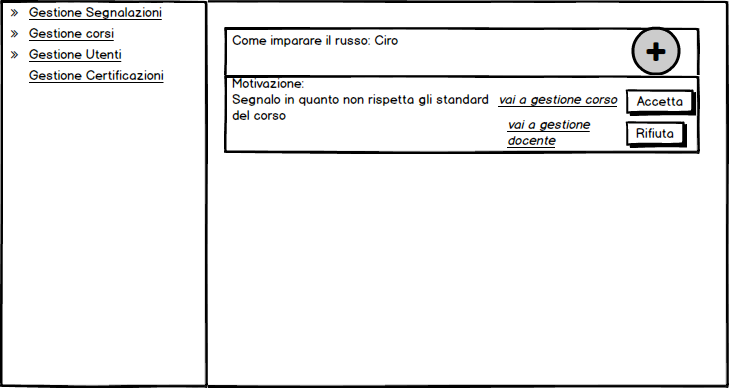 » Gestione Segnalazioni
» Gestione corsi
» Gestione Utenti
Gestione Certificazioni
Come imparare il russo: Ciro
Motivazione:
Segnalo in quanto non rispetta gli standard
del corso
vai a gestione corso
vai a gestione
docente
Accetta
Rifiuta